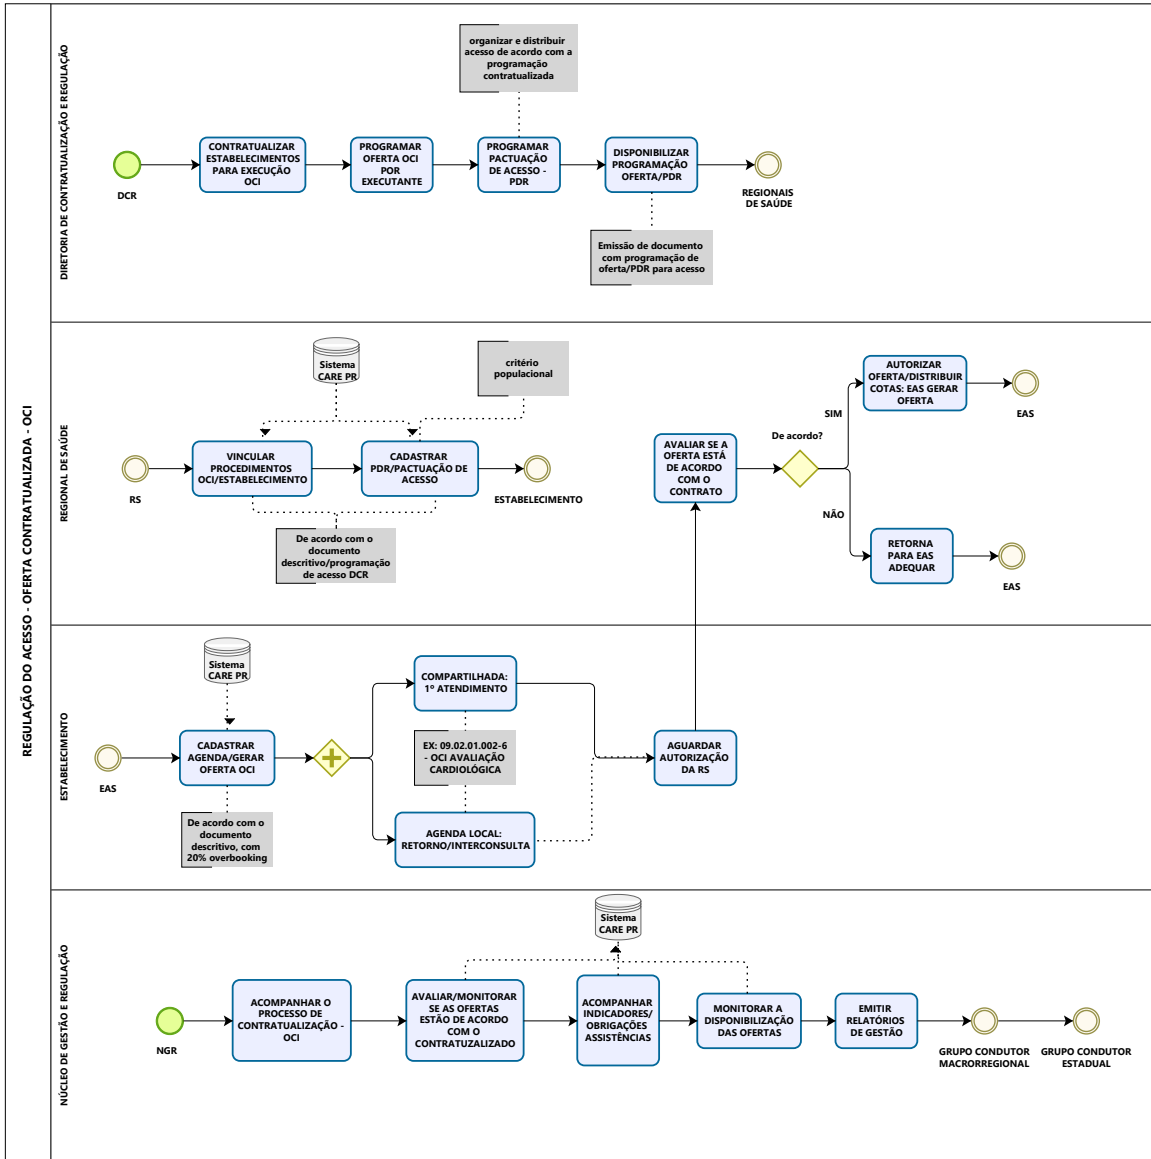 REGULAÇÃO DO ACESSO - OFERTA CONTRATUALIZADA - OCI
DIRETORIA DE CONTRATUALIZAÇÃO E REGULAÇÃO
organizar e distribuir
acesso de acordo com a
programação
contratualizada
DCR
CONTRATUALIZAR
ESTABELECIMENTOS
PARA EXECUÇÃO
OCI
PROGRAMAR
OFERTA OCI
POR
EXECUTANTE
PROGRAMAR
PACTUAÇÃO
DE ACESSO -
PDR
DISPONIBILIZAR
PROGRAMAÇÃO
OFERTA/PDR
REGIONAIS
DE SAÚDE
Emissão de documento
com programação de
oferta/PDR para acesso
REGIONAL DE SAÚDE
Sistema
CARE PR
critério
populacional
RS
VINCULAR
PROCEDIMENTOS
OCI/ESTABELECIMENTO
CADASTRAR
PDR/PACTUAÇÃO DE
ACESSO
ESTABELECIMENTO
De acordo com o
documento
descritivo/programação
de acesso DCR
AVALIAR SE A
OFERTA ESTÁ
DE ACORDO
COM O
CONTRATO
De acordo?
SIM
AUTORIZAR
OFERTA/DISTRIBUIR
COTAS: EAS GERAR
OFERTA
EAS
NÃO
RETORNA
PARA EAS
ADEQUAR
EAS
ESTABELECIMENTO
Sistema
CARE PR
EAS
CADASTRAR
AGENDA/GERAR
OFERTA OCI
De acordo com o
documento
descritivo, com
20% overbooking
COMPARTILHADA:
1º ATENDIMENTO
EX: 09.02.01.002-6
- OCI AVALIAÇÃO
CARDIOLÓGICA
AGENDA LOCAL:
RETORNO/INTERCONSULTA
AGUARDAR
AUTORIZAÇÃO
DA RS
NÚCLEO DE GESTÃO E REGULAÇÃO
Sistema
CARE PR
NGR
ACOMPANHAR O
PROCESSO DE
CONTRATUALIZAÇÃO -
OCI
AVALIAR/MONITORAR
SE AS OFERTAS
ESTÃO DE ACORDO
COM O
CONTRATUZALIZADO
ACOMPANHAR
INDICADORES/
OBRIGAÇÕES
ASSISTÊNCIAS
MONITORAR A
DISPONIBILIZAÇÃO
DAS OFERTAS
EMITIR
RELATÓRIOS
DE GESTÃO
GRUPO CONDUTOR
MACRORREGIONAL
GRUPO CONDUTOR
ESTADUAL